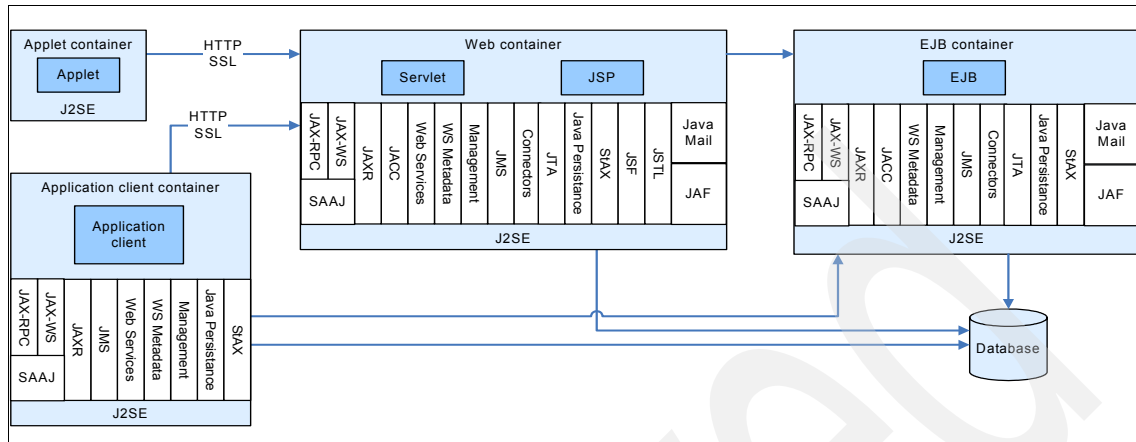 Applet container
Applet
J2SE
HTTP
SSL
Web container
Servlet
JSP
JAX-RPC
JAX-WS
SAAJ
JAXR
JACC
Web Services
WS Metadata
Management
JMS
Connectors
JTA
Java Persistance
StAX
JSF
JSTL
Java
Mail
JAF
J2SE
EJB container
EJB
JAX-RPC
JAX-WS
SAAJ
JAXR
JACC
WS Metadata
Management
JMS
Connectors
JTA
Java Persistance
StAX
Java
Mail
JAF
J2SE
HTTP
SSL
Application client container
Application
client
JAX-RPC
JAX-WS
SAAJ
JAXR
JMS
Web Services
WS Metadata
Management
Java Persistance
StAX
J2SE
Database